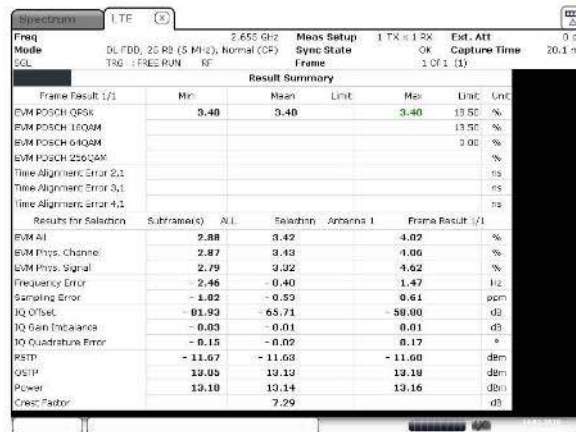 Spectrum LTE
Freq 2.655 GHz Meas Setup 1 TX x 1 RX Ext. Att
Mode DL FDD, 25 RB (5 MHz), Normal (CP) Sync State OK Capture Time 20.1 m
SGL TRG : FREE RUN RF Frame 1 Of 1 (1)
Result Summary
Frame Result 1/1 Min Mean Limit Max Limit Unit
EVM PDSCH QPSK 3.40 3.40 3.40 18.50 %
EVM PDSCH 16QAM 13.50 %
EVM PDSCH 64QAM %
EVM PDSCH 256QAM %
Time Alignment Error 2,1 ns
Time Alignment Error 3,1 ns
Time Alignment Error 4,1 ns
Results for Selection Subframe(s) ALL Selection Antenna 1 Frame Result 1/1
EVM All 2.88 3.42 4.02 %
EVM Phys. Channel 2.87 3.43 4.06 %
EVM Phys. Signal 2.79 3.32 4.62 %
Frequency Error - 2.46 - 0.40 1.47 Hz
Sampling Error - 1.02 - 0.53 0.61 ppm
IQ Offset - 81.93 - 65.71 - 58.80 dB
IQ Gain Imbalance - 0.03 - 0.01 0.01 dB
IQ Quadrature Error - 0.15 - 0.02 0.17 °
RSTP - 11.67 - 11.63 - 11.60 dBm
OSTP 13.05 13.13 13.18 dBm
Power 13.10 13.14 13.16 dBm
Crest Factor 7.29 dB